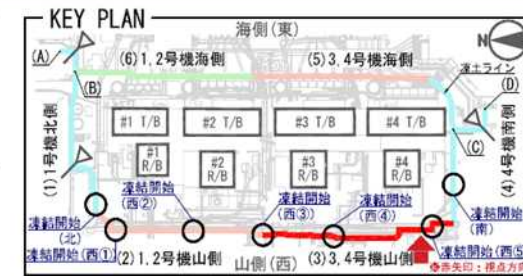 KEY PLAN
海側(東)
N
(A)
(6)1,2号機海側
(5)3,4号機海側
凍土ライン
(B)
(D)
#1 T/B
#2 T/B
#3 T/B
#4 T/B
(C)
(1)1号機北側
(4)4号機南側
#1
R/B
#2
R/B
#3
R/B
#4
R/B
凍結開始
(西②)
凍結開始
(西③)
凍結開始
(西④)
凍結開始
(北)
凍結開始
(南)
凍結開始(西①)
(2)1,2号機山側
山側(西)
(3)3,4号機山側
凍結開始(西⑤)
赤矢印:視点方向